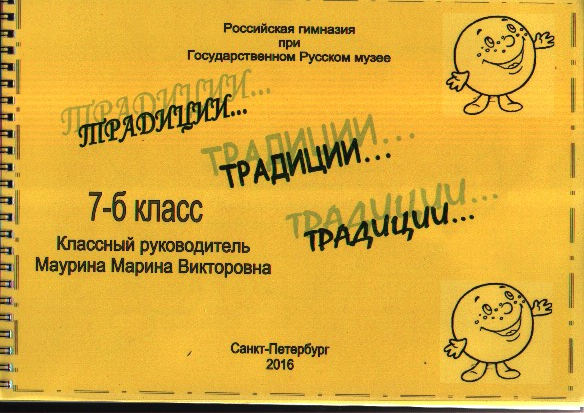 Российская гимназия
при
Государственном Русском музее
ТРАДИЦИИ...
ТРАДИЦИИ...
ТРАДИЦИИ...
7-б класс
Классный руководитель
Маурина Марина Викторовна
Санкт-Петербург
2016